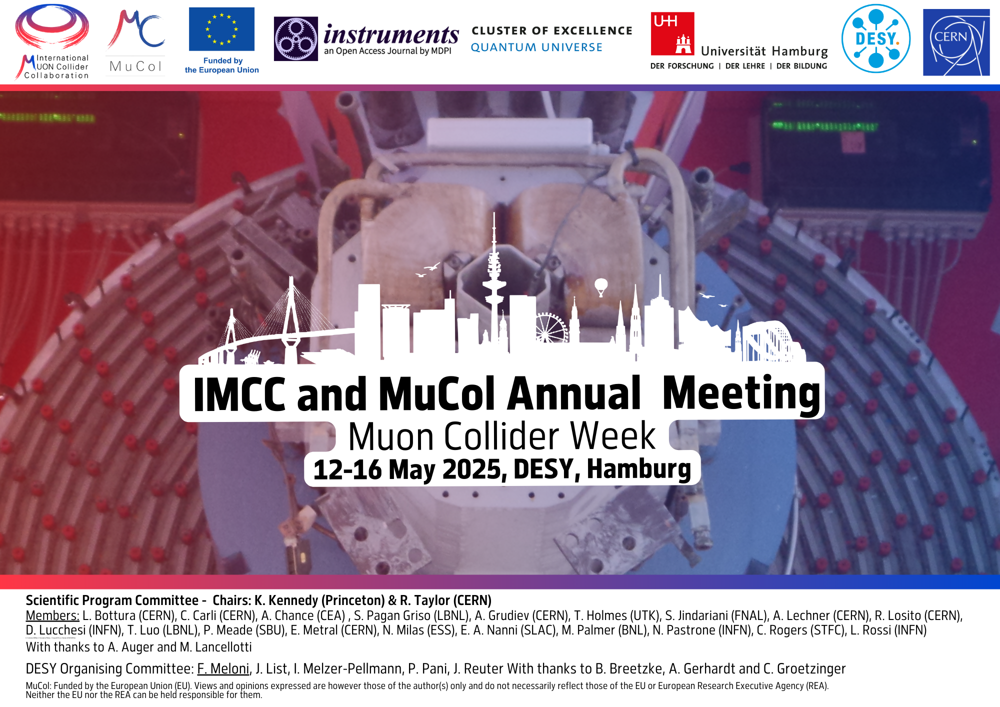 International
MUON Collider
Collaboration
MuCol
Funded by
the European Union
instruments
an Open Access Journal by MDPI
CLUSTER OF EXCELLENCE
QUANTUM UNIVERSE
UHH
Universität Hamburg
DER FORSCHUNG | DER LEHRE | DER BILDUNG
DESY.
CERN
IMCC and MuCol Annual Meeting
Muon Collider Week
12-16 May 2025, DESY, Hamburg
Scientific Program Committee - Chairs: K. Kennedy (Princeton) & R. Taylor (CERN)
Members: L. Bottura (CERN), C. Carli (CERN), A. Chance (CEA) , S. Pagan Griso (LBNL), A. Grudiev (CERN), T. Holmes (UTK), S. Jindariani (FNAL), A. Lechner (CERN), R. Losito (CERN),
D. Lucchesi (INFN), T. Luo (LBNL), P. Meade (SBU), E. Metral (CERN), N. Milas (ESS), E. A. Nanni (SLAC), M. Palmer (BNL), N. Pastrone (INFN), C. Rogers (STFC), L. Rossi (INFN)
With thanks to A. Auger and M. Lancellotti
DESY Organising Committee: F. Meloni, J. List, I. Melzer-Pellmann, P. Pani, J. Reuter With thanks to B. Breetzke, A. Gerhardt and C. Groetzinger
MuCol: Funded by the European Union (EU). Views and opinions expressed are however those of the author(s) only and do not necessarily reflect those of the EU or European Research Executive Agency (REA).
Neither the EU nor the REA can be held responsible for them.